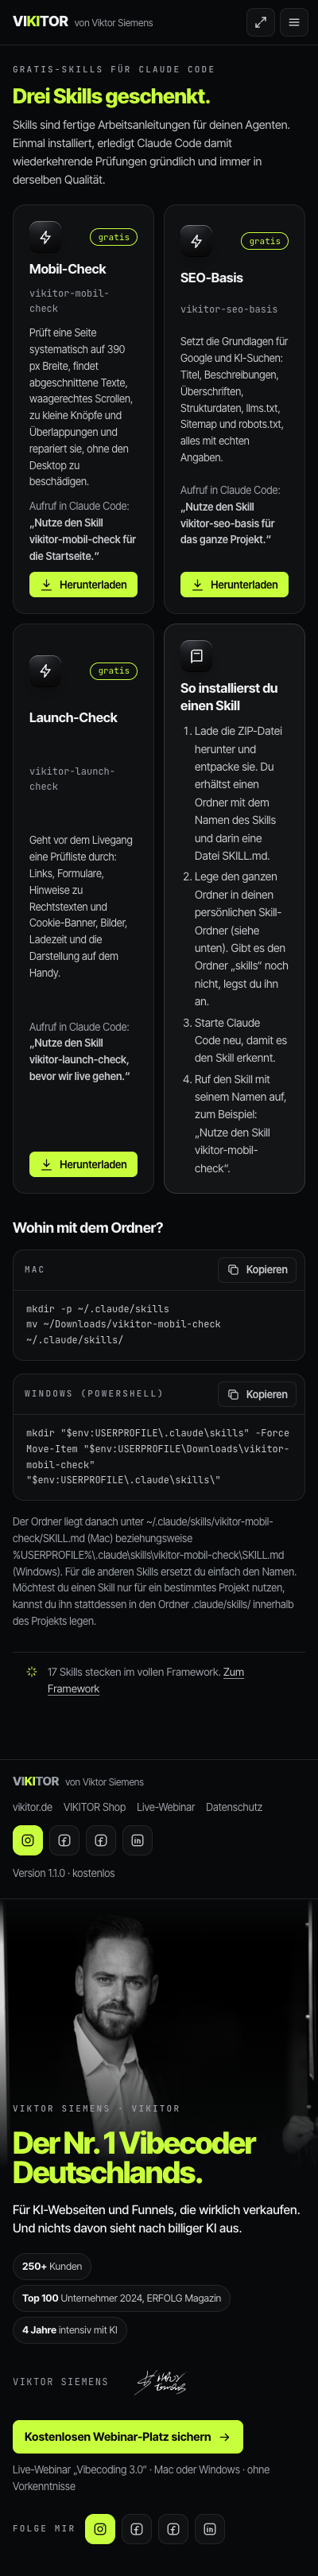 VIKITOR von Viktor Siemens
GRATIS-SKILLS FÜR CLAUDE CODE
Drei Skills geschenkt.
Skills sind fertige Arbeitsanleitungen für deinen Agenten.
Einmal installiert, erledigt Claude Code damit
wiederkehrende Prüfungen gründlich und immer in
derselben Qualität.
gratis
Mobil-Check
vikitor-mobil-
check
Prüft eine Seite
systematisch auf 390
px Breite, findet
abgeschnittene Texte,
waagerechtes Scrollen,
zu kleine Knöpfe und
Überlappungen und
repariert sie, ohne den
Desktop zu
beschädigen.
Aufruf in Claude Code:
„Nutze den Skill
vikitor-mobil-check für
die Startseite.“
Herunterladen
gratis
SEO-Basis
vikitor-seo-basis
Setzt die Grundlagen für
Google und KI-Suchen:
Titel, Beschreibungen,
Überschriften,
Strukturdaten, llms.txt,
Sitemap und robots.txt,
alles mit echten
Angaben.
Aufruf in Claude Code:
„Nutze den Skill
vikitor-seo-basis für
das ganze Projekt.“
Herunterladen
gratis
Launch-Check
vikitor-launch-
check
Geht vor dem Livegang
eine Prüfliste durch:
Links, Formulare,
Hinweise zu
Rechtstexten und
Cookie-Banner, Bilder,
Ladezeit und die
Darstellung auf dem
Handy.
Aufruf in Claude Code:
„Nutze den Skill
vikitor-launch-check,
bevor wir live gehen.“
Herunterladen
So installierst du
einen Skill
1. Lade die ZIP-Datei
herunter und
entpacke sie. Du
erhältst einen
Ordner mit dem
Namen des Skills
und darin eine
Datei SKILL.md.
2. Lege den ganzen
Ordner in deinen
persönlichen Skill-
Ordner (siehe
unten). Gibt es den
Ordner „skills“ noch
nicht, legst du ihn
an.
3. Starte Claude
Code neu, damit es
den Skill erkennt.
4. Ruf den Skill mit
seinem Namen auf,
zum Beispiel:
„Nutze den Skill
vikitor-mobil-
check“.
Wohin mit dem Ordner?
MAC
Kopieren
mkdir -p ~/.claude/skills
mv ~/Downloads/vikitor-mobil-check
~/.claude/skills/
WINDOWS (POWERSHELL)
Kopieren
mkdir "$env:USERPROFILE\.claude\skills" -Force
Move-Item "$env:USERPROFILE\Downloads\vikitor-
mobil-check"
"$env:USERPROFILE\.claude\skills\"
Der Ordner liegt danach unter ~/.claude/skills/vikitor-mobil-
check/SKILL.md (Mac) beziehungsweise
%USERPROFILE%\.claude\skills\vikitor-mobil-check\SKILL.md
(Windows). Für die anderen Skills ersetzt du einfach den Namen.
Möchtest du einen Skill nur für ein bestimmtes Projekt nutzen,
kannst du ihn stattdessen in den Ordner .claude/skills/ innerhalb
des Projekts legen.
17 Skills stecken im vollen Framework. Zum
Framework
VIKITOR von Viktor Siemens
vikitor.de VIKITOR Shop Live-Webinar Datenschutz
Version 1.1.0 · kostenlos
VIKTOR SIEMENS · VIKITOR
Der Nr. 1 Vibecoder
Deutschlands.
Für KI-Webseiten und Funnels, die wirklich verkaufen.
Und nichts davon sieht nach billiger KI aus.
250+ Kunden
Top 100 Unternehmer 2024, ERFOLG Magazin
4 Jahre intensiv mit KI
VIKTOR SIEMENS
Kostenlosen Webinar-Platz sichern →
Live-Webinar „Vibecoding 3.0“ · Mac oder Windows · ohne
Vorkenntnisse
FOLGE MIR